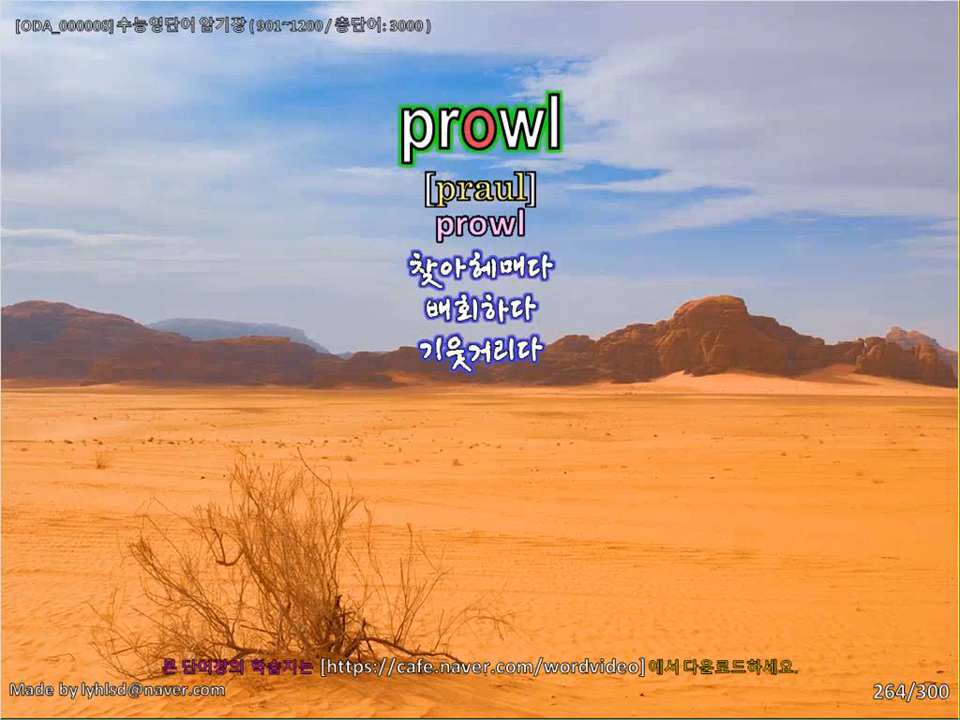 [ODA_000008] 수능영단어 암기장 ( 901~1200 / 총단어: 3000 )
prowl
[praul]
prowl
찾아헤매다
배회하다
기웃거리다
본 단어장의 학습지는 [https://cafe.naver.com/wordvideo] 에서 다운로드하세요.
Made by lyhlsd@naver.com
264/300